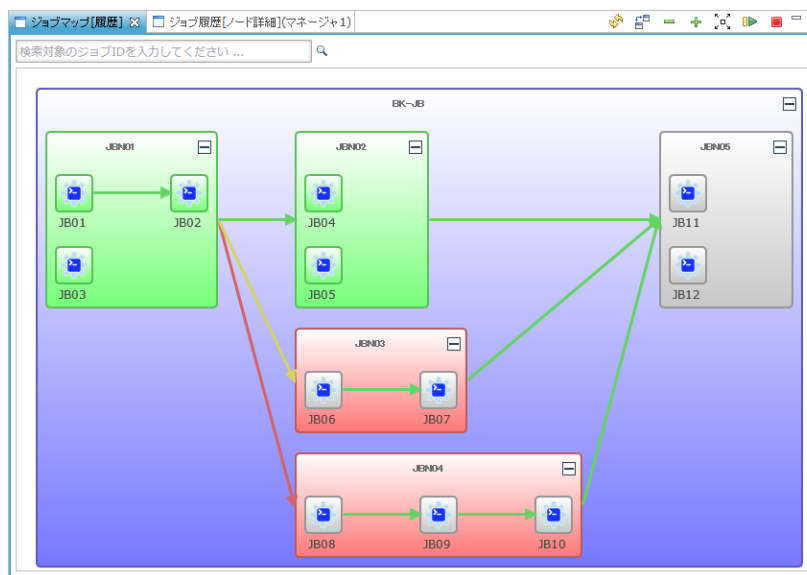 ジョブマップ[履歴] ジョブ履歴[ノード詳細](マネージャ1)
検索対象のジョブIDを入力してください ...
BK-JB
JBN01 JBN02 JBN05
JB01 JB02 JB04 JB11
JB03 JB05 JB12
JBN03
JB06 JB07
JBN04
JB08 JB09 JB10